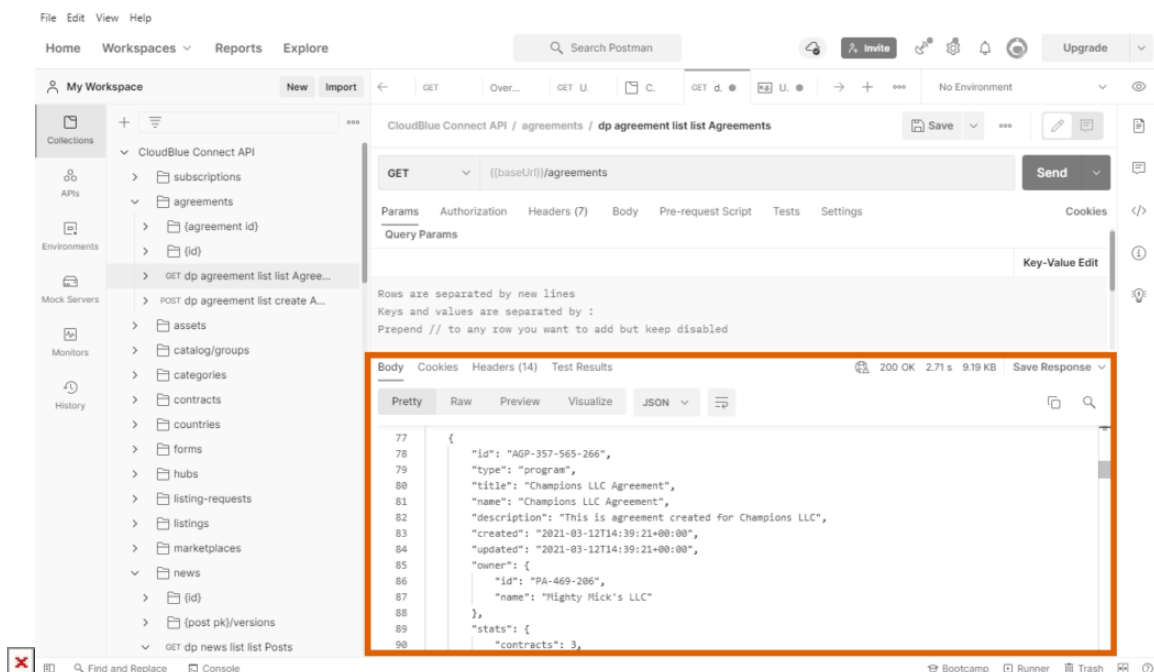 File Edit View Help
Home Workspaces Reports Explore Search Postman Invite Upgrade
My Workspace New Import GET Over... GET U. C. GET d. U. No Environment
Collections
APIs
Environments
Mock Servers
Monitors
History
CloudBlue Connect API
subscriptions
agreements
{agreement id}
{id}
GET dp agreement list list Agree...
POST dp agreement list create A...
assets
catalog/groups
categories
contracts
countries
forms
hubs
listing-requests
listings
marketplaces
news
{id}
{post pk}/versions
GET dp news list list Posts
CloudBlue Connect API / agreements / dp agreement list list Agreements Save
GET {{baseUrl}}/agreements Send
Params Authorization Headers (7) Body Pre-request Script Tests Settings Cookies
Query Params
Key-Value Edit
Rows are separated by new lines
Keys and values are separated by :
Prepend // to any row you want to add but keep disabled
Body Cookies Headers (14) Test Results 200 OK 2.71 s 9.19 KB Save Response
Pretty Raw Preview Visualize JSON
77 {
78 "id": "AGP-357-565-266",
79 "type": "program",
80 "title": "Champions LLC Agreement",
81 "name": "Champions LLC Agreement",
82 "description": "This is agreement created for Champions LLC",
83 "created": "2021-03-12T14:39:21+00:00",
84 "updated": "2021-03-12T14:39:21+00:00",
85 "owner": {
86 "id": "PA-469-206",
87 "name": "Mighty Mick's LLC"
88 },
89 "stats": {
90 "contracts": 3,
Find and Replace Console Bootcamp Runner Trash